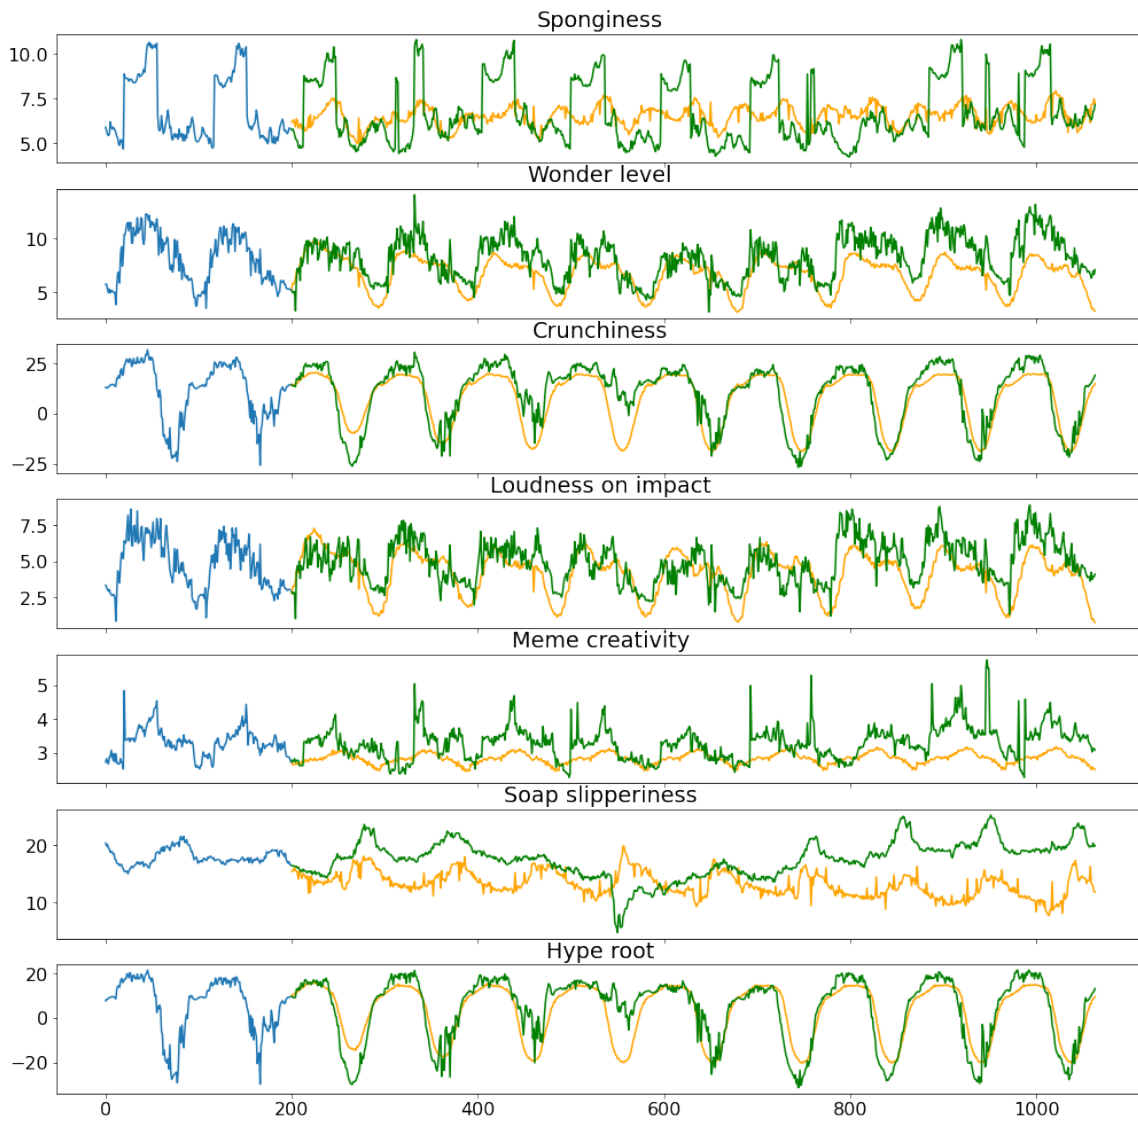 Sponginess
10.0
7.5
5.0
Wonder level
10
5
Crunchiness
25
0
−25
Loudness on impact
7.5
5.0
2.5
Meme creativity
5
4
3
Soap slipperiness
20
10
Hype root
20
0
−20
0 200 400 600 800 1000